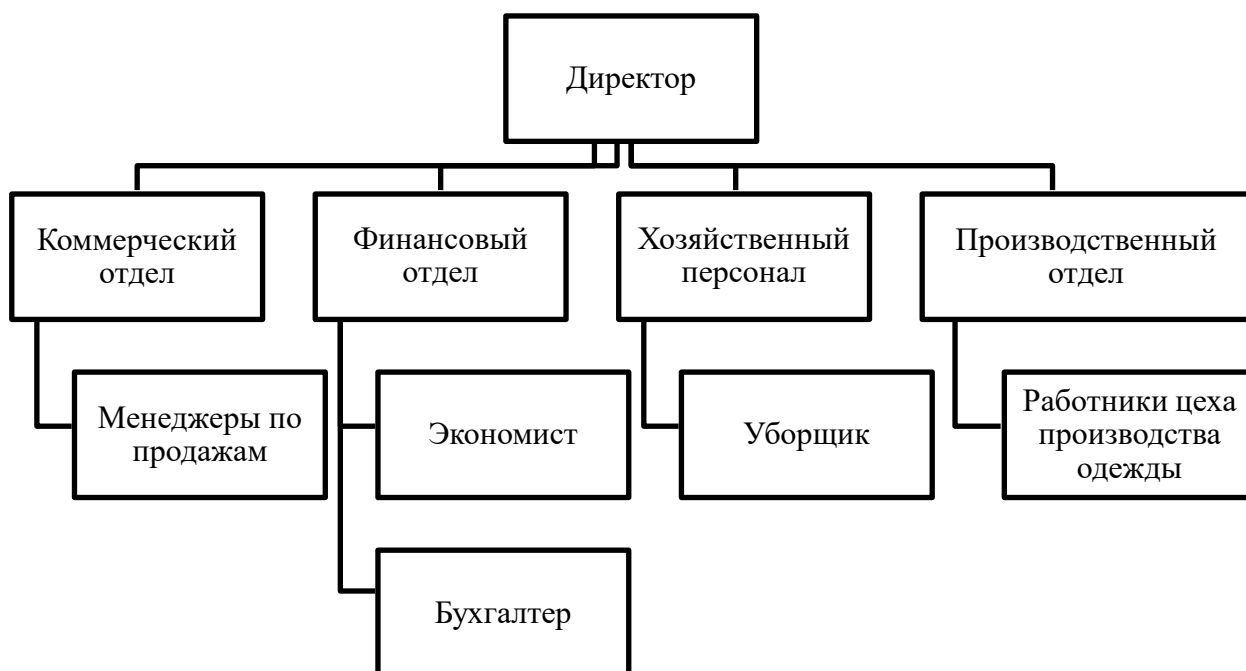 Директор
Коммерческий
отдел
Финансовый
отдел
Хозяйственный
персонал
Производственный
отдел
Менеджеры по
продажам
Экономист
Уборщик
Работники цеха
производства
одежды
Бухгалтер